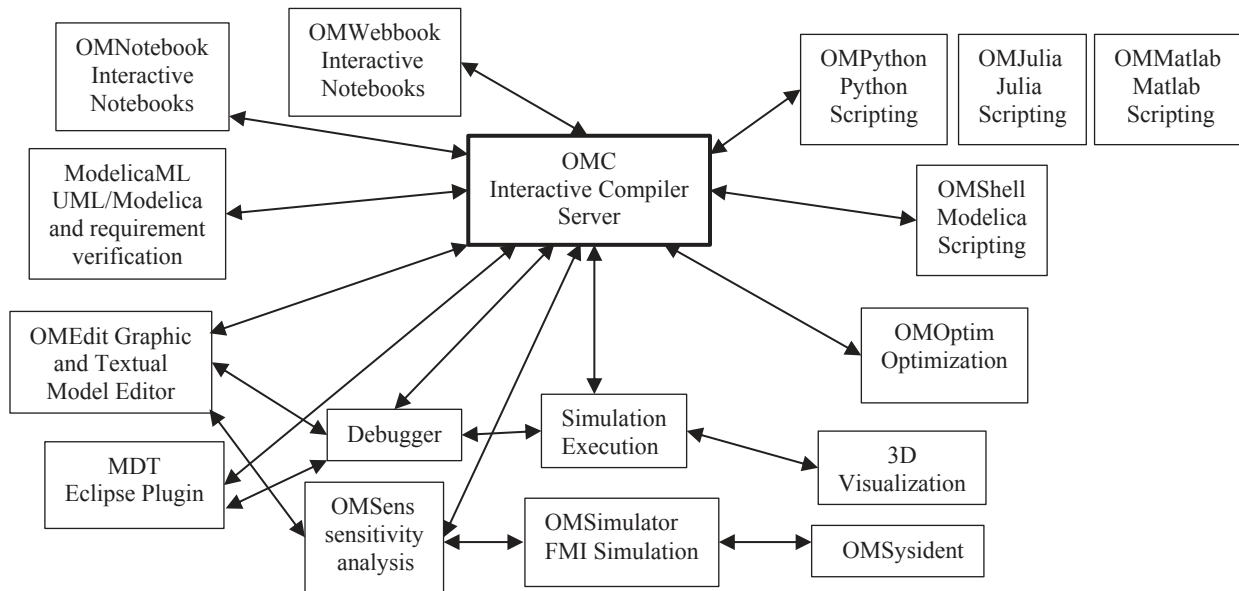 OMNotebook
Interactive
Notebooks
OMWebbook
Interactive
Notebooks
OMPython
Python
Scripting
OMJulia
Julia
Scripting
OMMatlab
Matlab
Scripting
OMC
Interactive Compiler
Server
ModelicaML
UML/Modelica
and requirement
verification
OMShell
Modelica
Scripting
OMEdit Graphic
and Textual
Model Editor
OMOptim
Optimization
Debugger
Simulation
Execution
MDT
Eclipse Plugin
3D
Visualization
OMSens
sensitivity
analysis
OMSimulator
FMI Simulation
OMSysident